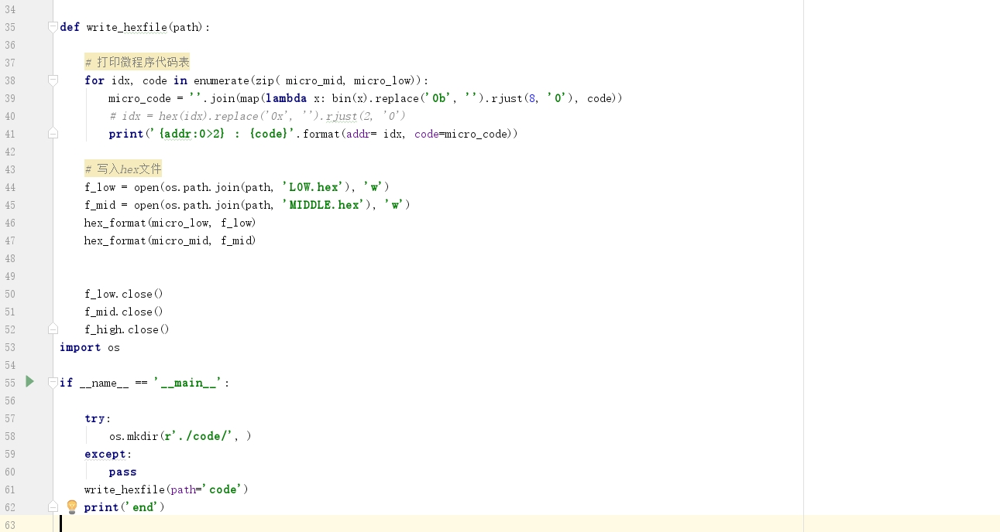 34
35 def write_hexfile(path):
36
37 # 打印微程序代码表
38 for idx, code in enumerate(zip( micro_mid, micro_low)):
39 micro_code = ''.join(map(lambda x: bin(x).replace('0b', '').rjust(8, '0'), code))
40 # idx = hex(idx).replace('0x', '').rjust(2, '0')
41 print('{addr:0>2} : {code}'.format(addr= idx, code=micro_code))
42
43 # 写入hex文件
44 f_low = open(os.path.join(path, 'LOW.hex'), 'w')
45 f_mid = open(os.path.join(path, 'MIDDLE.hex'), 'w')
46 hex_format(micro_low, f_low)
47 hex_format(micro_mid, f_mid)
48
49
50 f_low.close()
51 f_mid.close()
52 f_high.close()
53 import os
54
55 if __name__ == '__main__':
56
57 try:
58 os.mkdir(r'./code/', )
59 except:
60 pass
61 write_hexfile(path='code')
62 print('end')
63